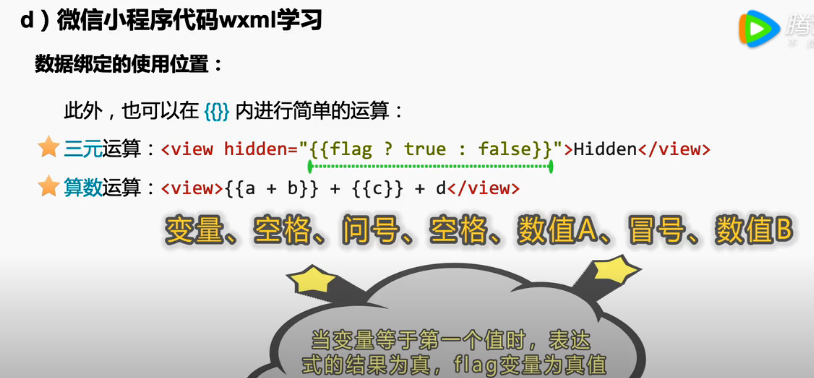 d）微信小程序代码wxml学习
腾
数据绑定的使用位置：
此外，也可以在 {{}} 内进行简单的运算：
三元运算：<view hidden="{{flag ? true : false}}">Hidden</view>
算数运算：<view>{{a + b}} + {{c}} + d</view>
变量、空格、问号、空格、数值A、冒号、数值B
当变量等于第一个值时，表达
式的结果为真，flag变量为真值